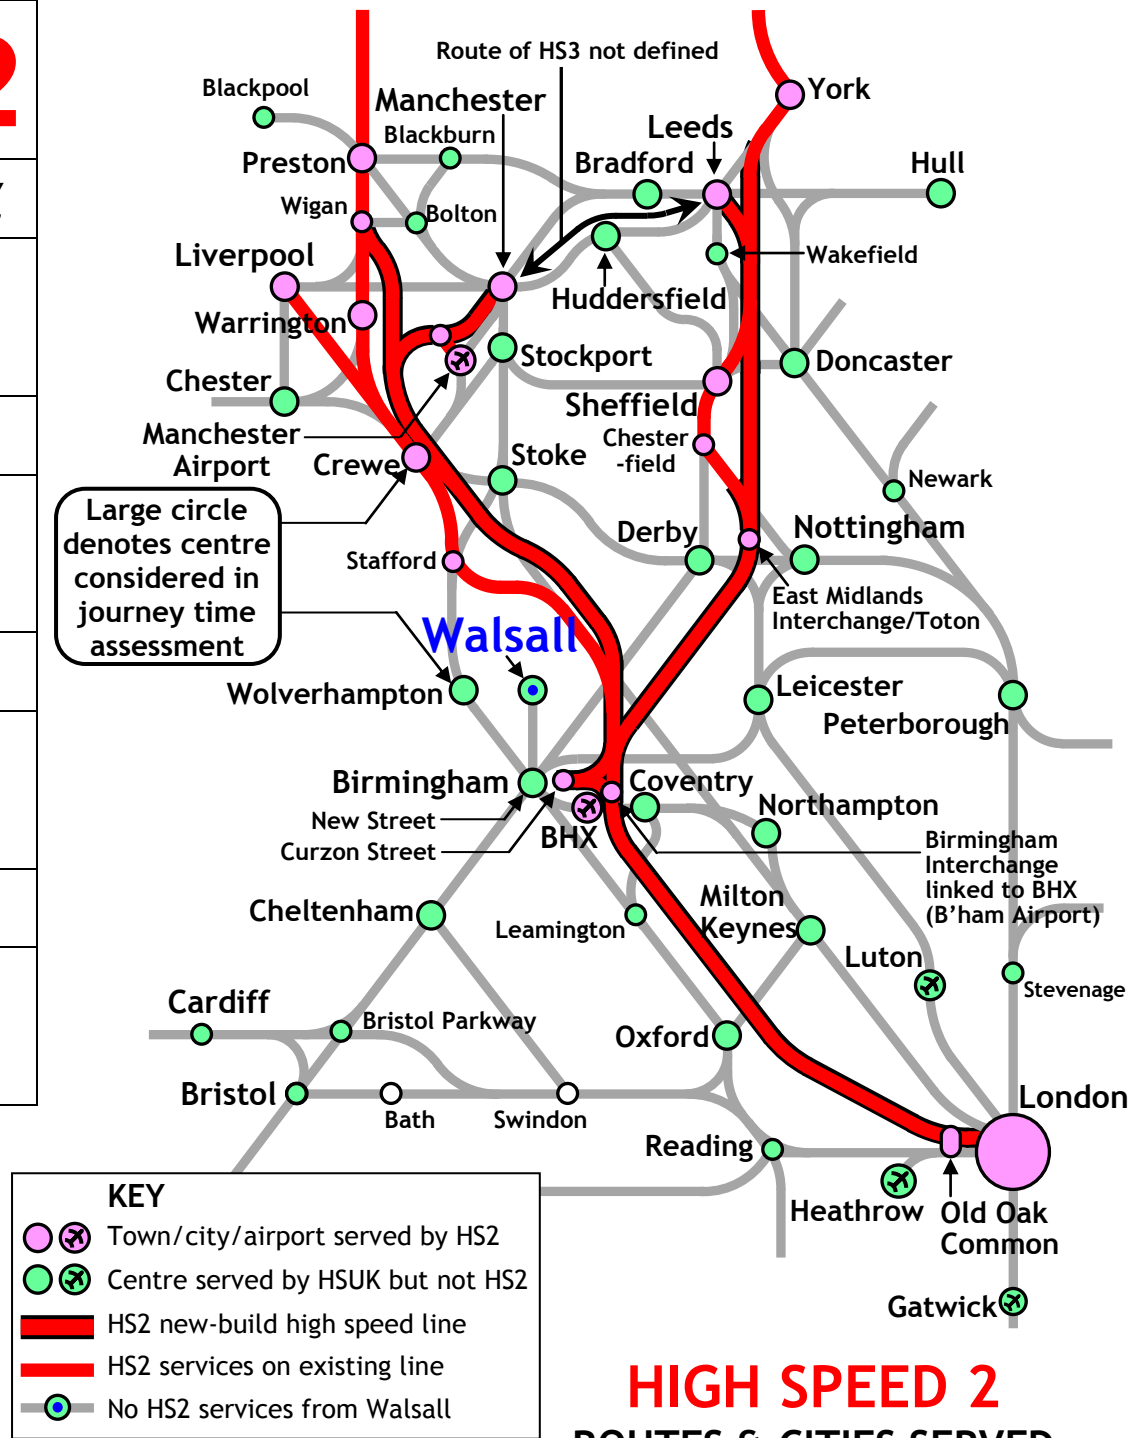 2
Route of HS3 not defined
York
Blackpool
Manchester
Leeds
Blackburn
Bradford
Hull
Preston
Wigan
Bolton
Wakefield
Liverpool
Huddersfield
Warrington
Stockport
Doncaster
Chester
Sheffield
Manchester
Airport
Chester
-field
Crewe
Stoke
Newark
Large circle
denotes centre
considered in
journey time
assessment
Derby
Nottingham
Stafford
East Midlands
Interchange/Toton
Walsall
Wolverhampton
Leicester
Peterborough
Birmingham
Coventry
New Street
Curzon Street
BHX
Northampton
Birmingham
Interchange
linked to BHX
(B'ham Airport)
Milton
Keynes
Cheltenham
Leamington
Luton
Stevenage
Cardiff
Bristol Parkway
Oxford
Bristol
Bath
Swindon
London
Reading
Heathrow
Old Oak
Common
Gatwick
KEY
Town/city/airport served by HS2
Centre served by HSUK but not HS2
HS2 new-build high speed line
HS2 services on existing line
No HS2 services from Walsall
HIGH SPEED 2
ROUTES & CITIES SERVED